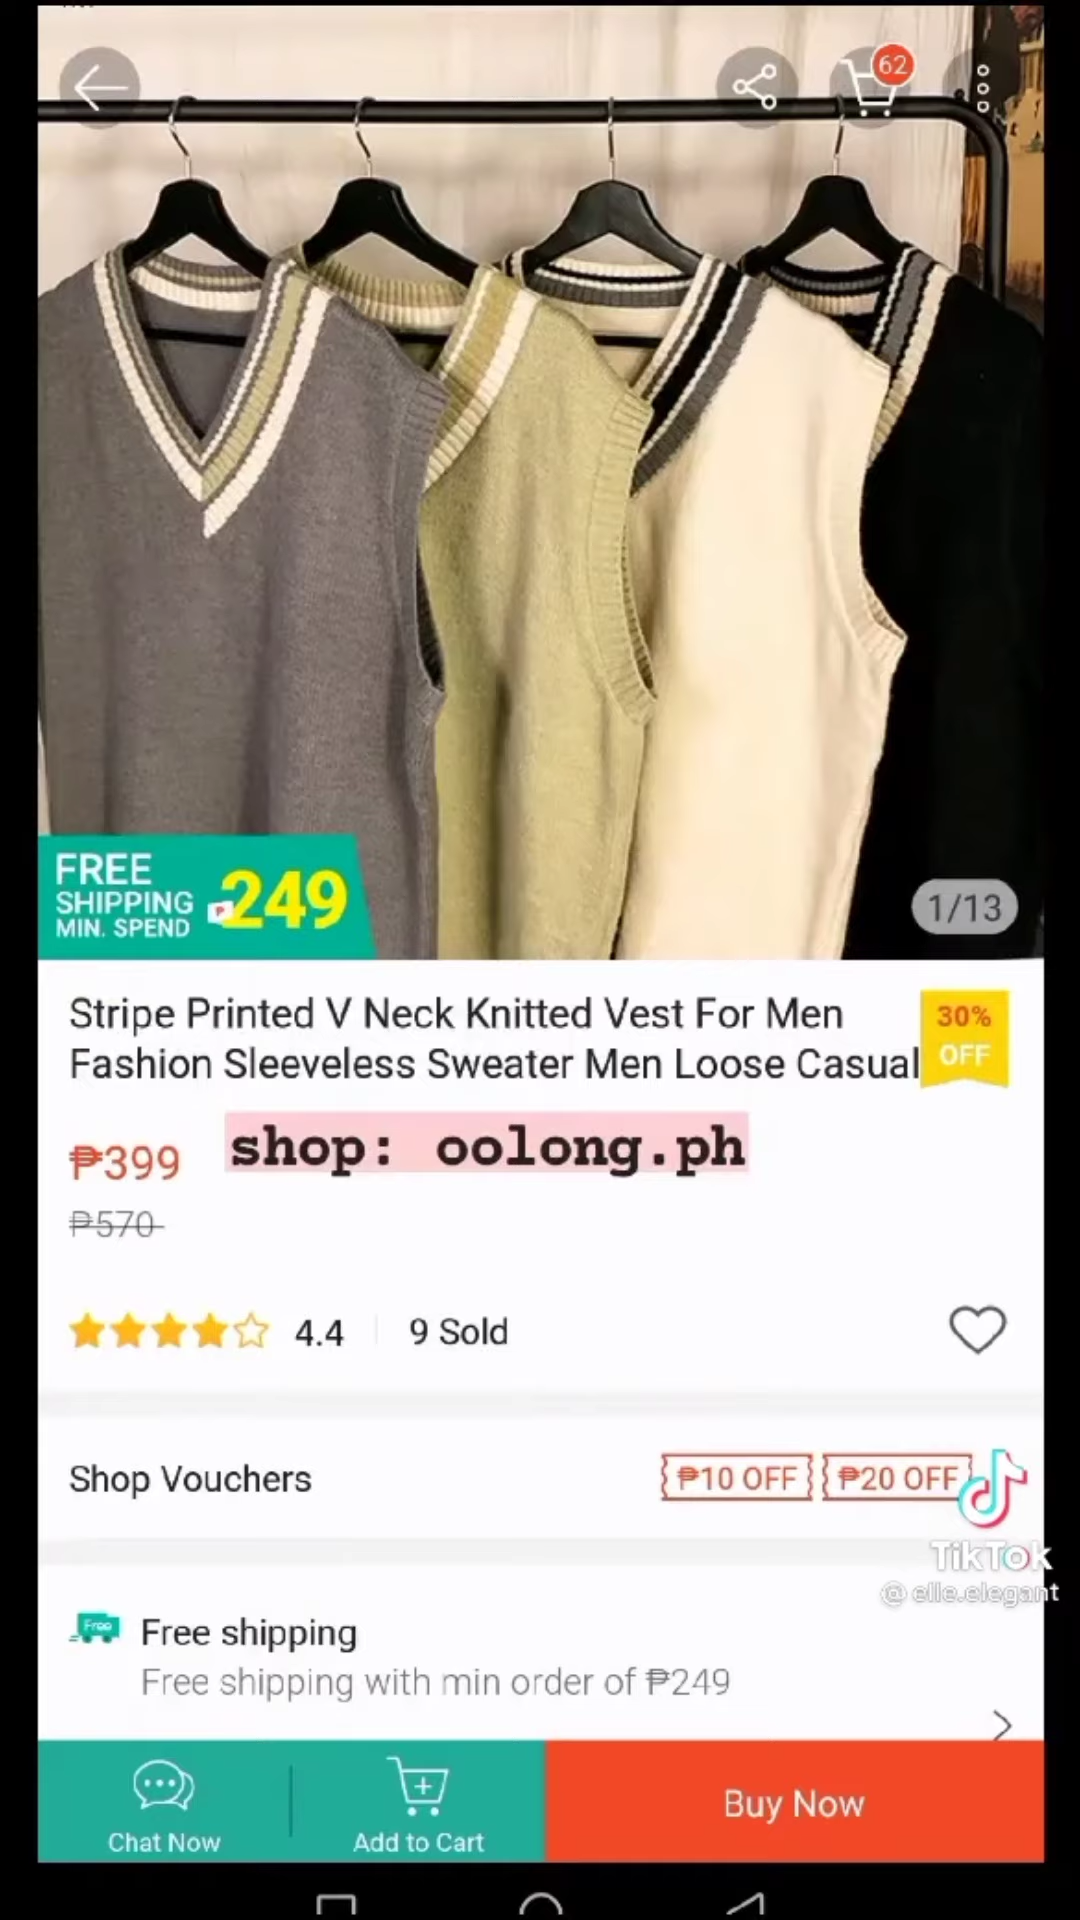 62
FREE
SHIPPING
MIN. SPEND
₱249
1/13
Stripe Printed V Neck Knitted Vest For Men
Fashion Sleeveless Sweater Men Loose Casual
30%
OFF
₱399
shop: oolong.ph
₱570
4.4
9 Sold
Shop Vouchers
₱10 OFF
₱20 OFF
TikTok
@elle.elegant
Free
Free shipping
Free shipping with min order of ₱249
Chat Now
Add to Cart
Buy Now